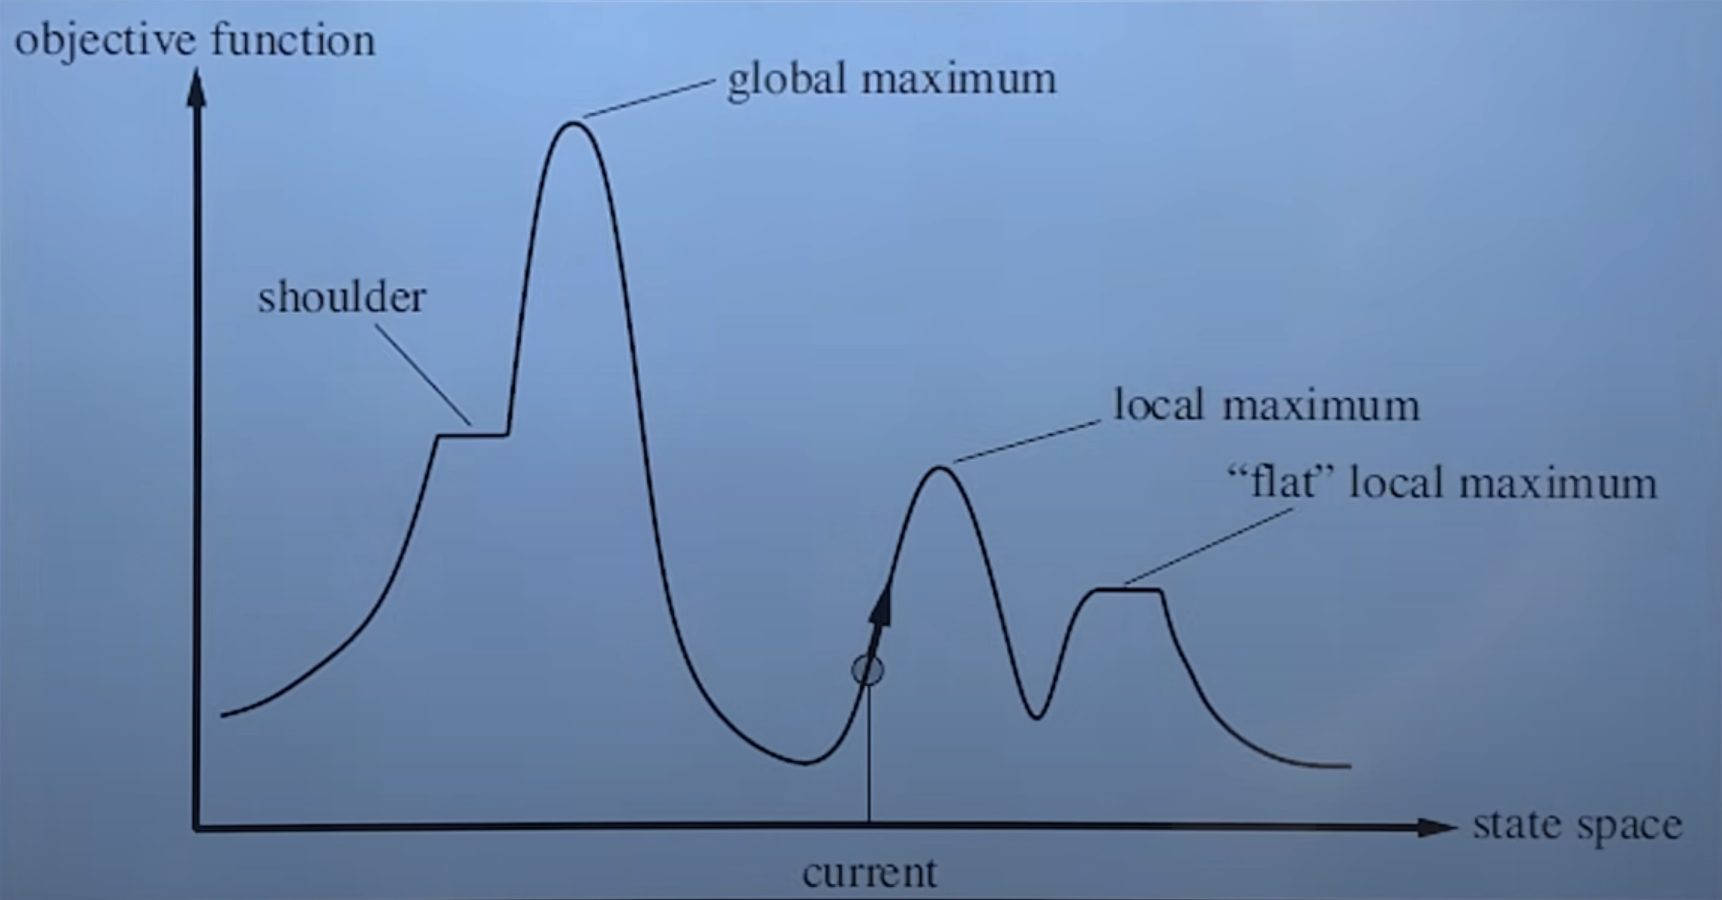 objective function
global maximum
shoulder
local maximum
“flat” local maximum
state space
current